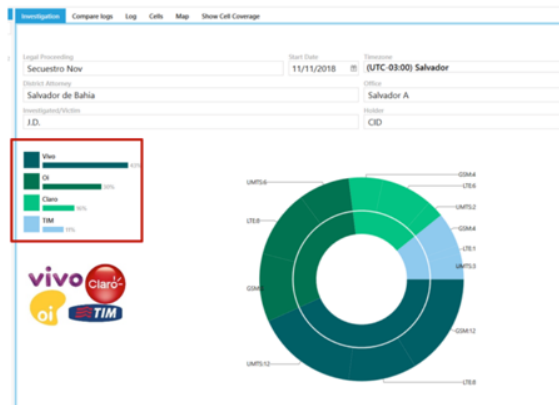 Investigation Compare logs Log Cells Map Show Cell Coverage
Legal Proceeding Start Date Timezone
Secuestro Nov 11/11/2018 (UTC-03:00) Salvador
District Attorney Office
Salvador de Bahia Salvador A
Investigated/Victim Holder
J.D. CID
Vivo
Oi
Claro
TIM
GSM:4
UMTS:6
LTE:6
UMTS:2
LTE:8
GSM:4
LTE:1
UMTS:3
vivo
Claro
oi
TIM
GSM:12
UMTS:12
LTE:8